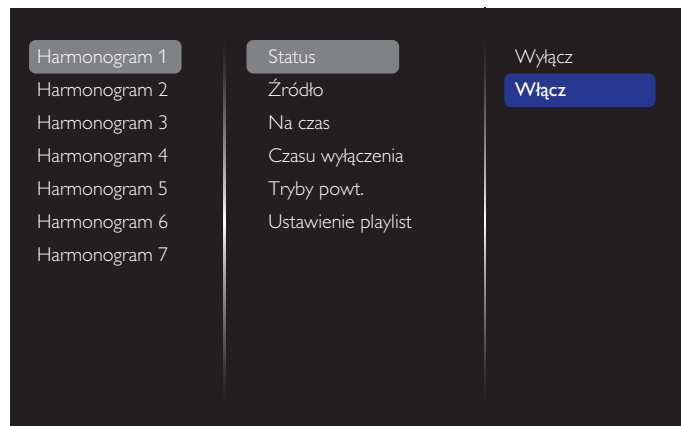 Harmonogram 1
Harmonogram 2
Harmonogram 3
Harmonogram 4
Harmonogram 5
Harmonogram 6
Harmonogram 7
Status
Źródło
Na czas
Czasu wyłączenia
Tryby powt.
Ustawienie playlist
Wyłącz
Włącz